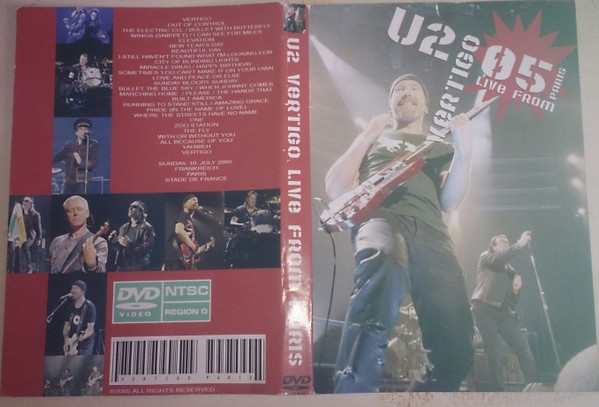 VERTIGO
OUT OF CONTROL
THE ELECTRIC CO. / BULLET WITH BUTTERFLY
WINGS (SNIPPET) / I CAN SEE FOR MILES
ELEVATION
NEW YEAR'S DAY
BEAUTIFUL DAY
I STILL HAVEN'T FOUND WHAT I'M LOOKING FOR
CITY OF BLINDING LIGHTS
MIRACLE DRUG / HAPPY BIRTHDAY
SOMETIMES YOU CAN'T MAKE IT ON YOUR OWN
LOVE AND PEACE OR ELSE
SUNDAY BLOODY SUNDAY
BULLET THE BLUE SKY / WHEN JOHNNY COMES
MARCHING HOME / PLEASE / THE HANDS THAT
BUILT AMERICA
RUNNING TO STAND STILL / AMAZING GRACE
PRIDE (IN THE NAME OF LOVE)
WHERE THE STREETS HAVE NO NAME
ONE
ZOO STATION
THE FLY
WITH OR WITHOUT YOU
ALL BECAUSE OF YOU
YAHWEH
VERTIGO
SUNDAY, 10. JULY 2005
FRANKREICH
PARIS
STADE DE FRANCE
DVD
VIDEO
NTSC
REGION 0
VERTIGO PARIS
©2005 ALL RIGHTS RESERVED
U2 VERTIGO. LIVE FROM PARIS
DVD
U2
VERTIGO
05
LIVE FROM
PARIS